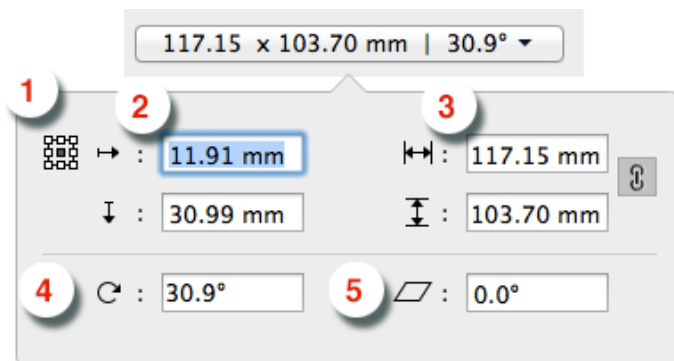 117.15 x 103.70 mm | 30.9°
1 2 3
: 11.91 mm : 117.15 mm
: 30.99 mm : 103.70 mm
4 : 30.9° 5 : 0.0°